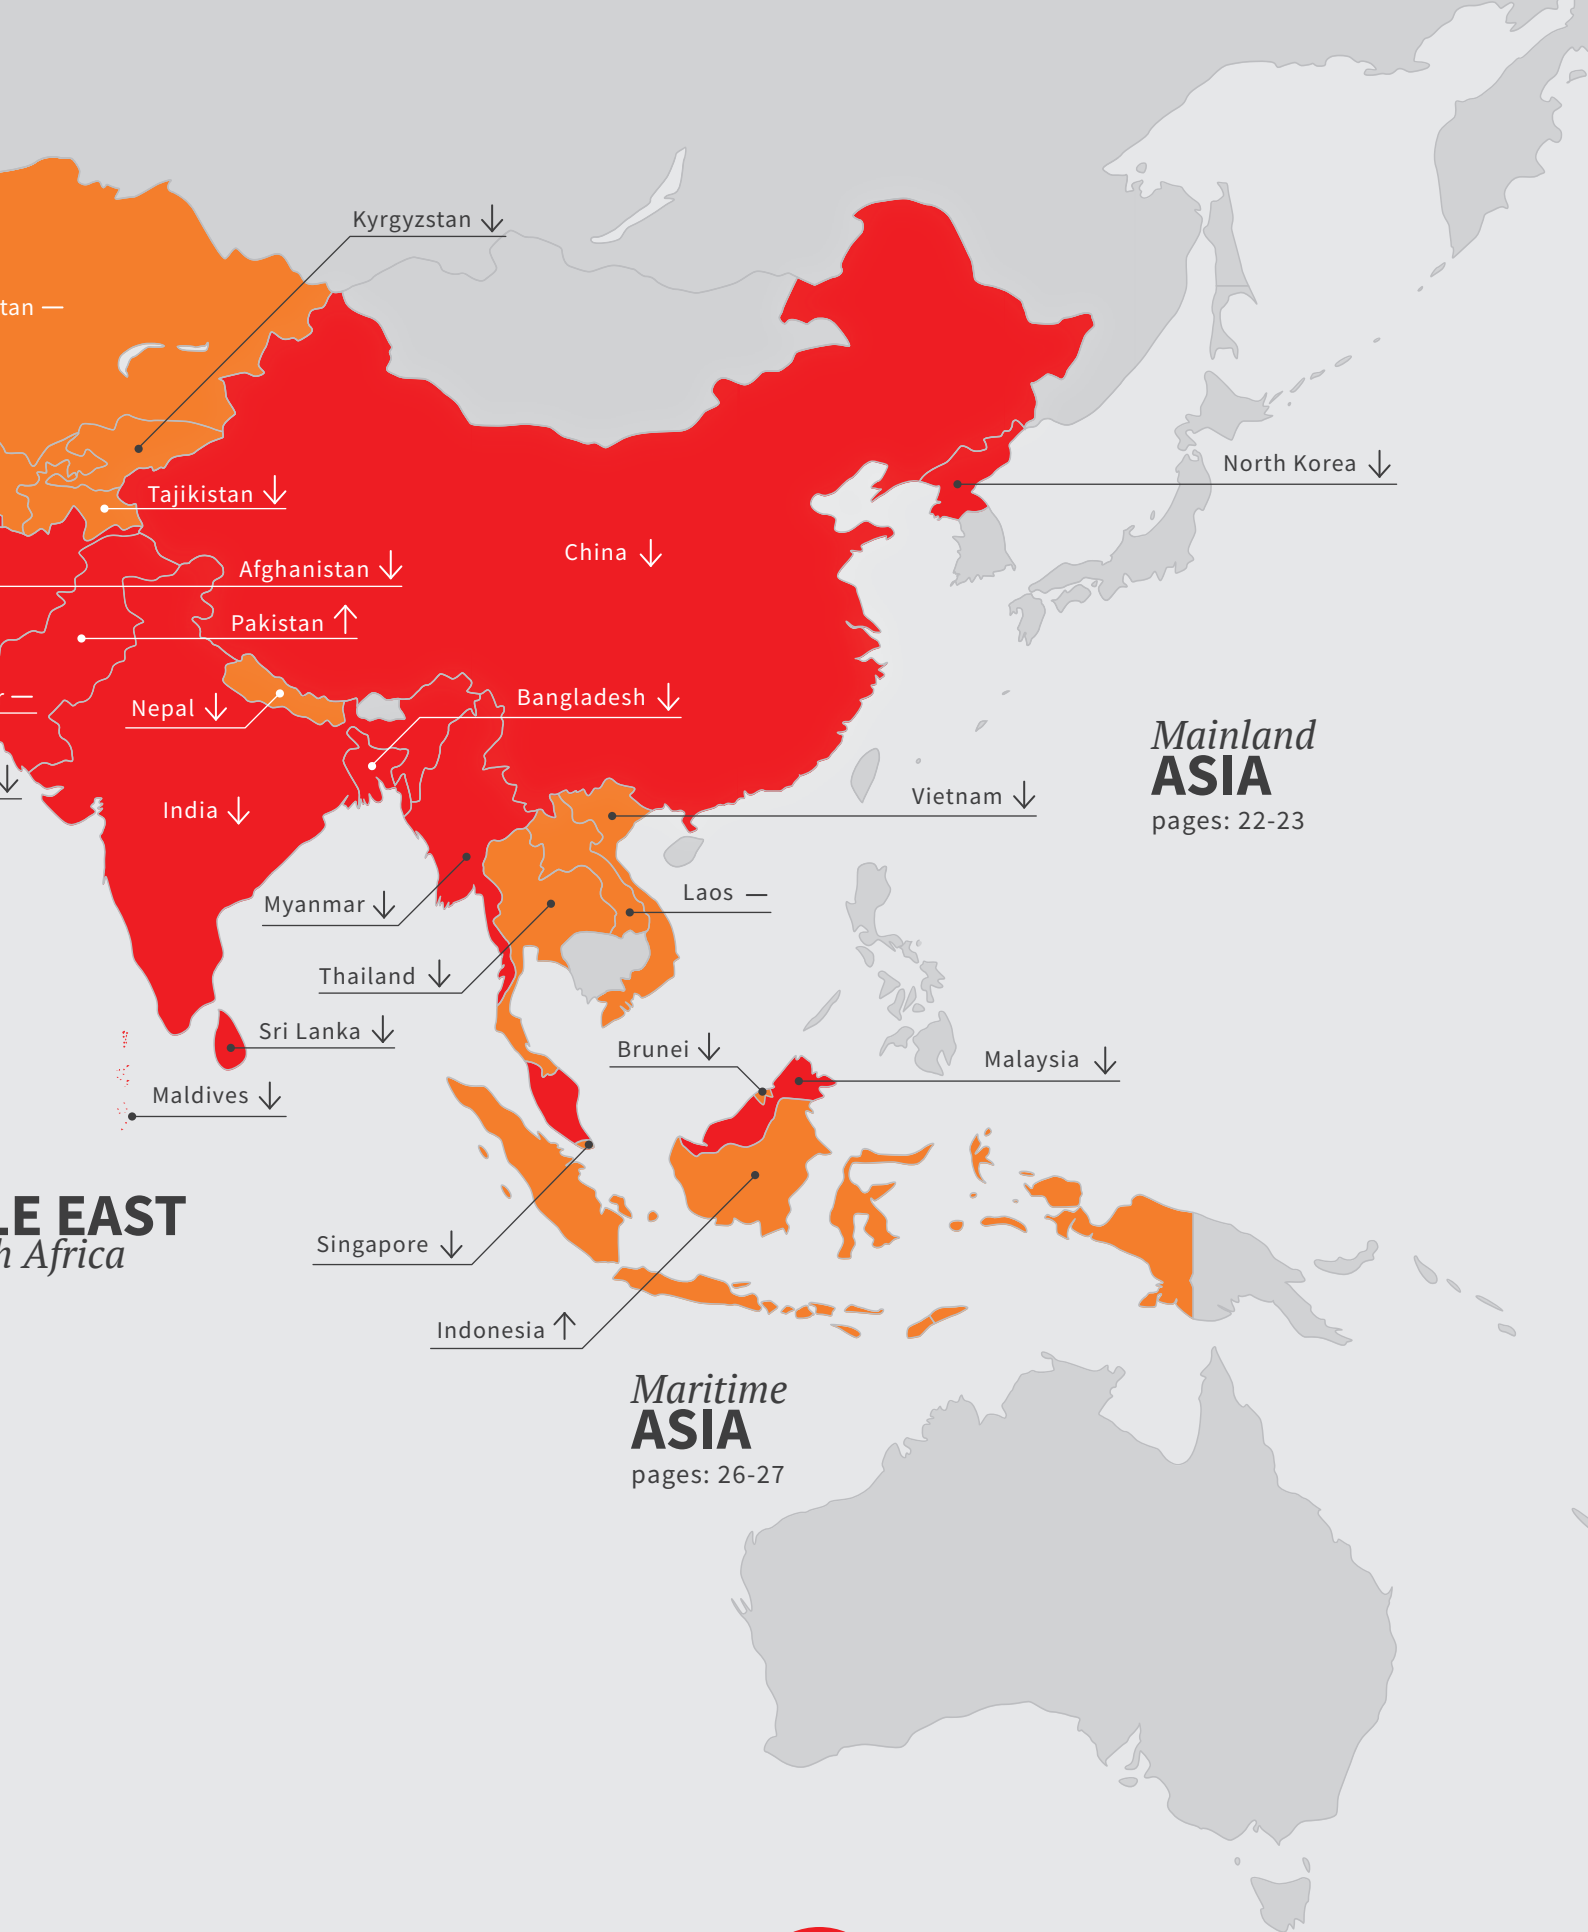 Kyrgyzstan ↓
tan —
North Korea ↓
Tajikistan ↓
China ↓
Afghanistan ↓
Pakistan ↑
Bangladesh ↓
Nepal ↓
Mainland
ASIA
pages: 22-23
Vietnam ↓
India ↓
Laos —
Myanmar ↓
Thailand ↓
Sri Lanka ↓
Brunei ↓
Malaysia ↓
Maldives ↓
LE EAST
h Africa
Singapore ↓
Indonesia ↑
Maritime
ASIA
pages: 26-27